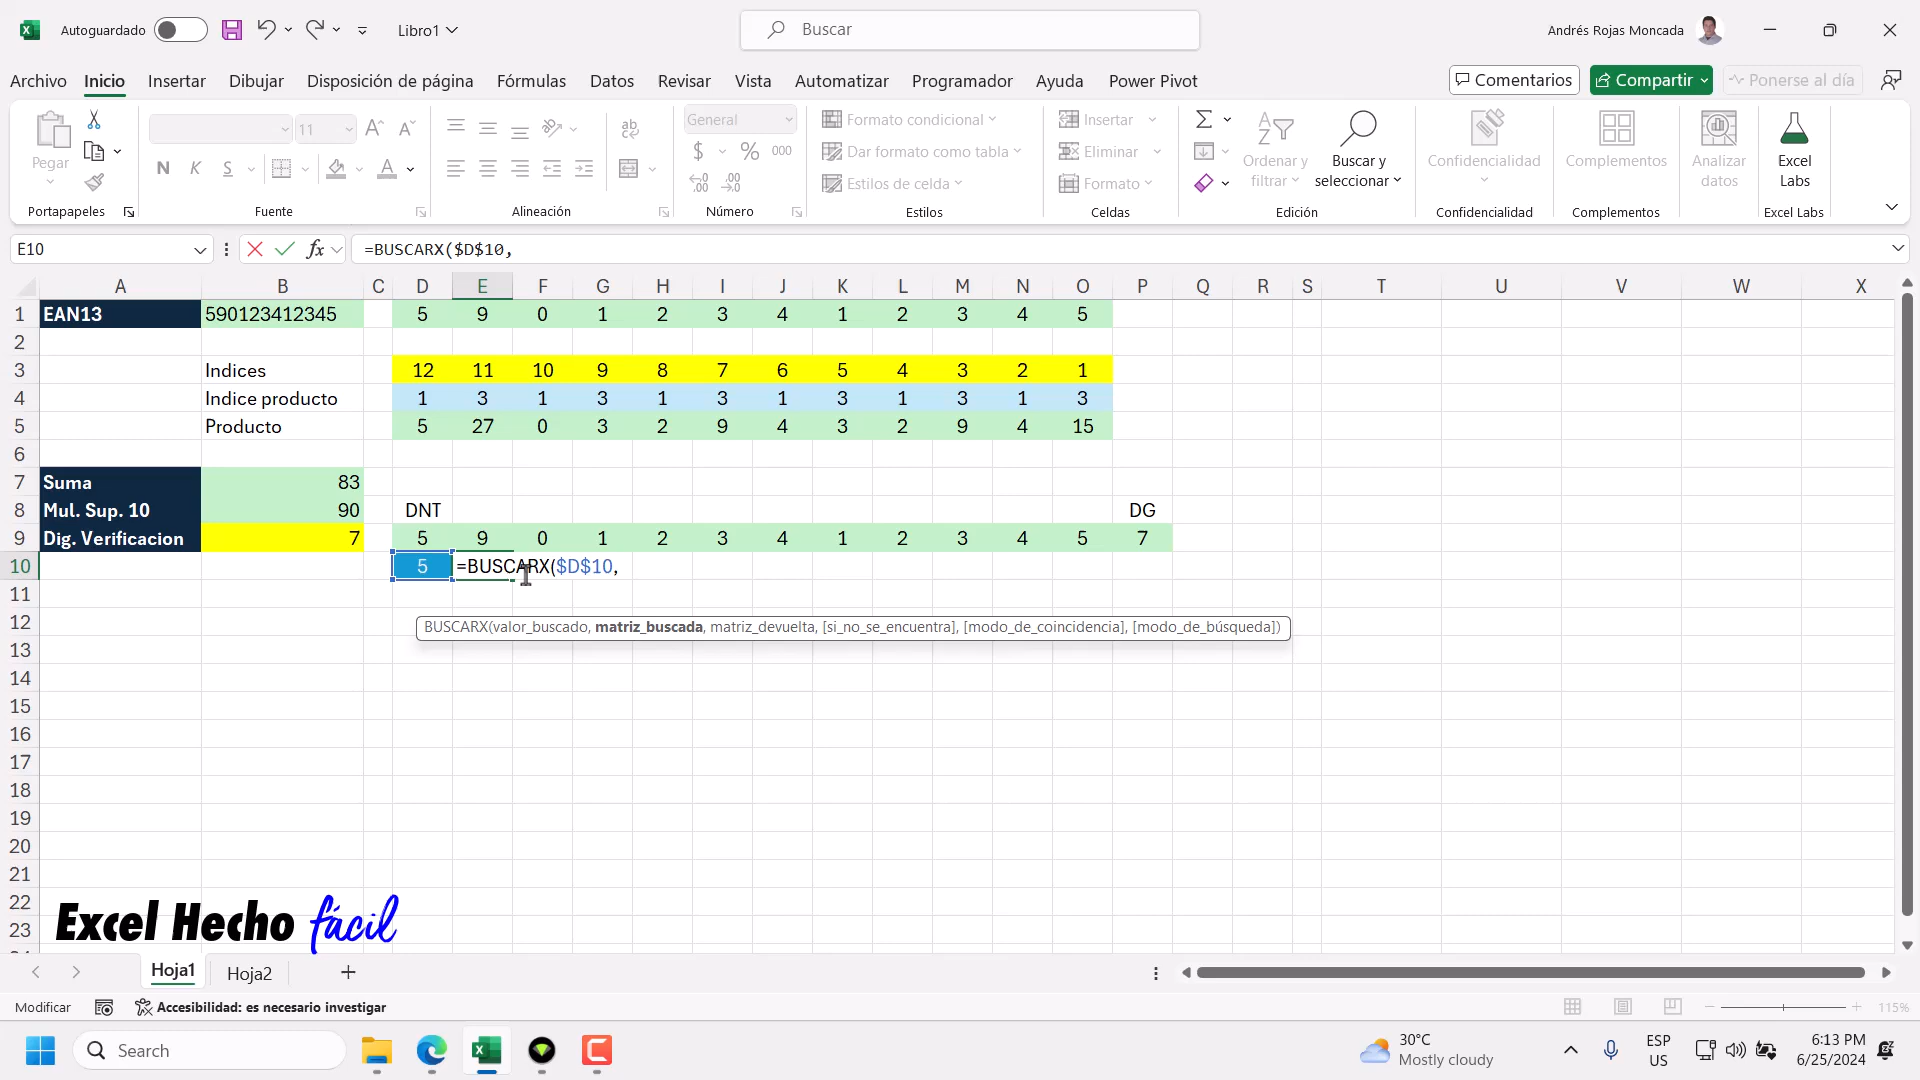 Autoguardado
Libro1
Buscar
Andrés Rojas Moncada
Archivo Inicio Insertar Dibujar Disposición de página Fórmulas Datos Revisar Vista Automatizar Programador Ayuda Power Pivot
Comentarios Compartir Ponerse al día
Pegar
Portapapeles
11
N K S
Fuente
ab
Alineación
General
$ % 000
Número
Formato condicional
Dar formato como tabla
Estilos de celda
Estilos
Insertar
Eliminar
Formato
Celdas
Ordenar y filtrar
Buscar y seleccionar
Edición
Confidencialidad
Confidencialidad
Complementos
Complementos
Analizar datos
Excel Labs
Excel Labs
E10 fx =BUSCARX($D$10,
A B C D E F G H I J K L M N O P Q R S T U V W X
1 EAN13 590123412345 5 9 0 1 2 3 4 1 2 3 4 5
2
3 Indices 12 11 10 9 8 7 6 5 4 3 2 1
4 Indice producto 1 3 1 3 1 3 1 3 1 3 1 3
5 Producto 5 27 0 3 2 9 4 3 2 9 4 15
6
7 Suma 83
8 Mul. Sup. 10 90 DNT DG
9 Dig. Verificacion 7 5 9 0 1 2 3 4 1 2 3 4 5 7
10 5 =BUSCARX($D$10,
11
12 BUSCARX(valor_buscado, matriz_buscada, matriz_devuelta, [si_no_se_encuentra], [modo_de_coincidencia], [modo_de_búsqueda])
13
14
15
16
17
18
19
20
21
22
23
Excel Hecho fácil
Hoja1 Hoja2
Modificar Accesibilidad: es necesario investigar
115%
Search
30°C
Mostly cloudy
ESP
US
6:13 PM
6/25/2024